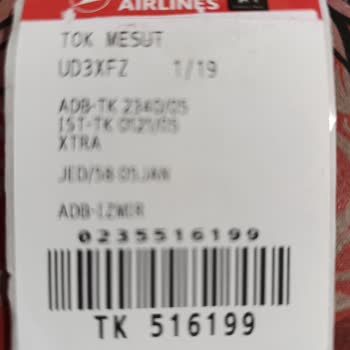 AIRLINES
TOK MESUT
UD3XFZ 1/19
ADB-TK 2340/05
IST-TK 0121/05
XTRA
JED/58 05JAN
ADB-IZMIR
0235516199
TK 516199